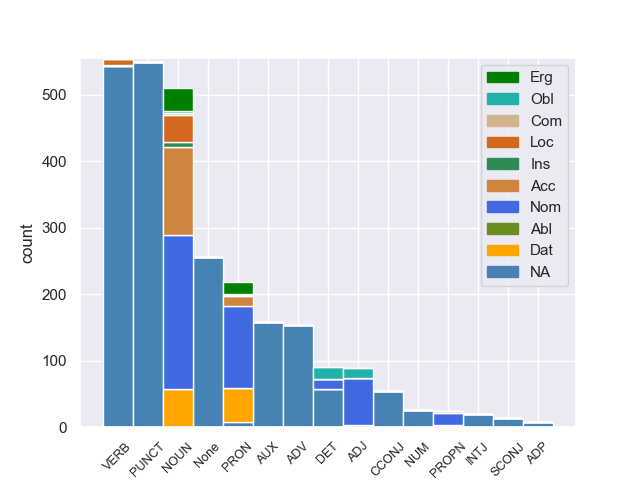 500
400
300
200
100
0
count
VERB
PUNCT
NOUN
None
PRON
AUX
ADV
DET
ADJ
CCONJ
NUM
PROPN
INTJ
SCONJ
ADP
Erg
Obl
Com
Loc
Ins
Acc
Nom
Abl
Dat
NA